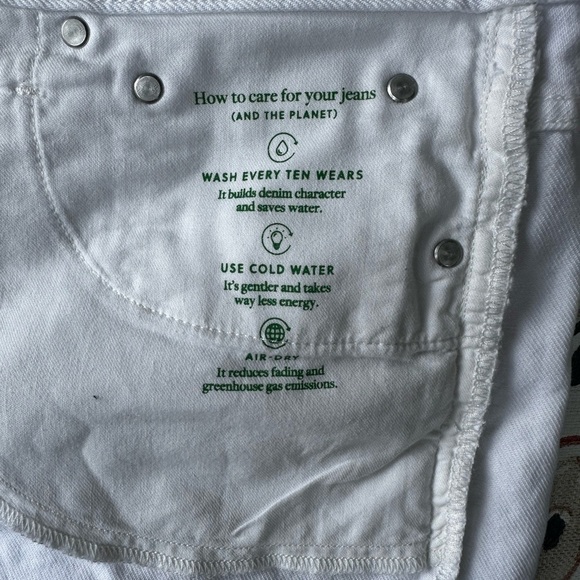 How to care for your jeans
(AND THE PLANET)
WASH EVERY TEN WEARS
It builds denim character
and saves water.
USE COLD WATER
It's gentler and takes
way less energy.
AIR-DRY
It reduces fading and
greenhouse gas emissions.